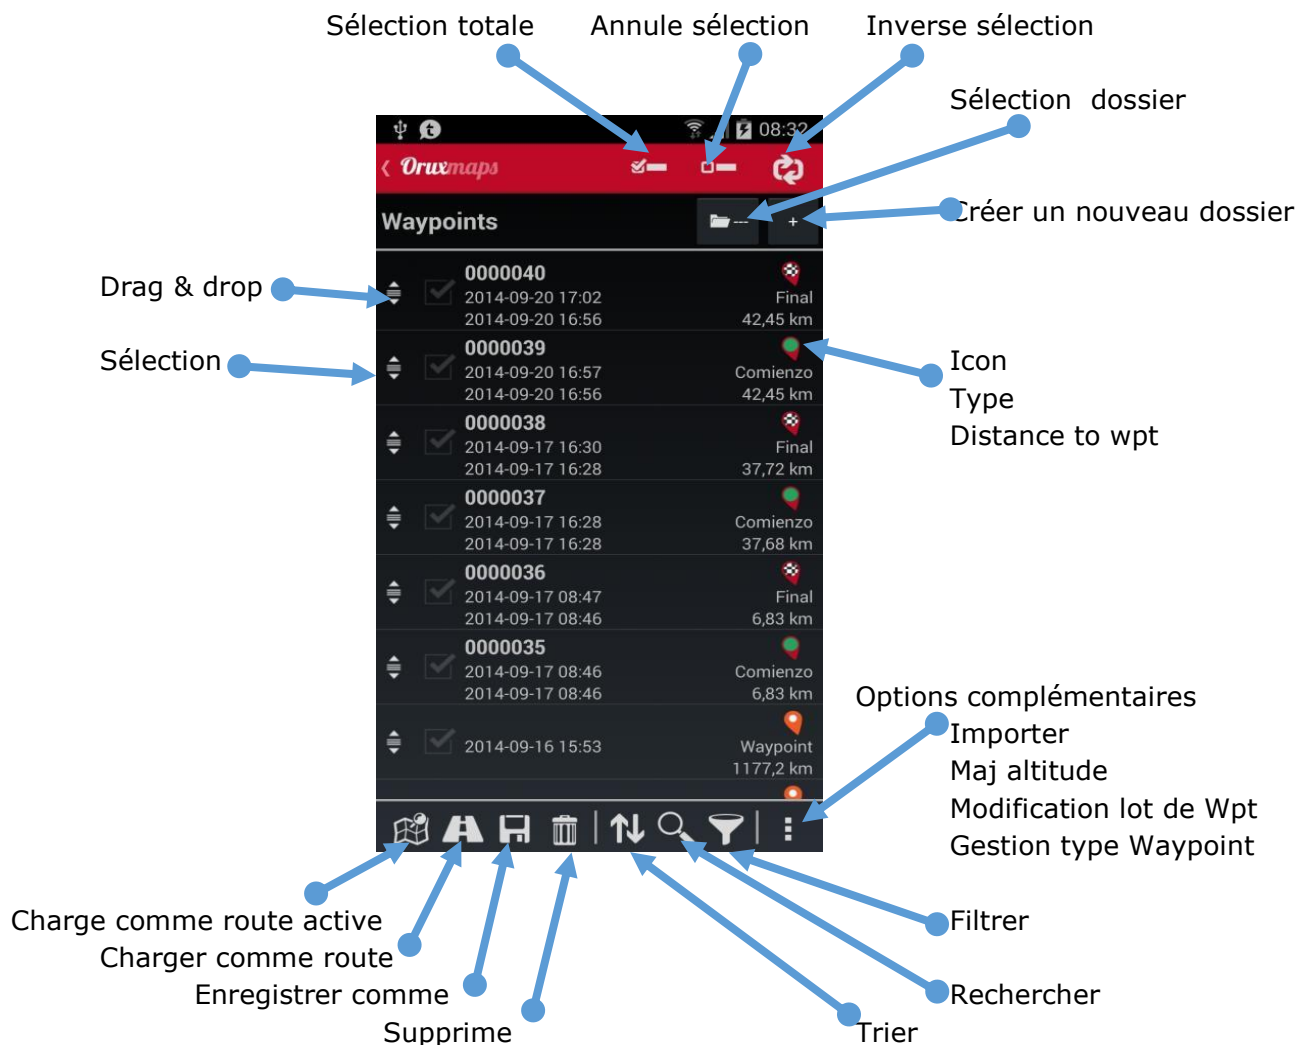 Sélection totale
Annule sélection
Inverse sélection
Sélection dossier
08:32
Oruxmaps
Waypoints
---
+
Créer un nouveau dossier
Drag & drop
0000040
2014-09-20 17:02
Final
2014-09-20 16:56
42,45 km
Sélection
0000039
2014-09-20 16:57
Comienzo
2014-09-20 16:56
42,45 km
Icon
Type
Distance to wpt
0000038
2014-09-17 16:30
Final
2014-09-17 16:28
37,72 km
0000037
2014-09-17 16:28
Comienzo
2014-09-17 16:28
37,68 km
0000036
2014-09-17 08:47
Final
2014-09-17 08:46
6,83 km
0000035
2014-09-17 08:46
Comienzo
2014-09-17 08:46
6,83 km
2014-09-16 15:53
Waypoint
1177,2 km
Options complémentaires
Importer
Maj altitude
Modification lot de Wpt
Gestion type Waypoint
Charge comme route active
Charger comme route
Enregistrer comme
Supprime
Filtrer
Rechercher
Trier